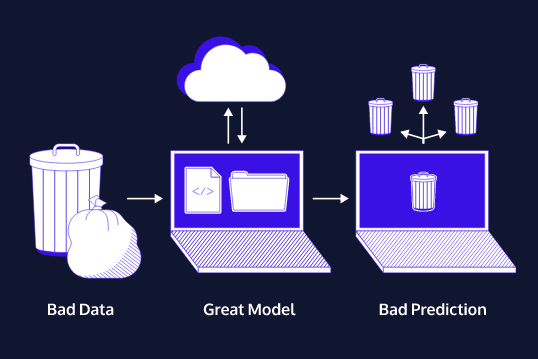 </>
Bad Data
Great Model
Bad Prediction